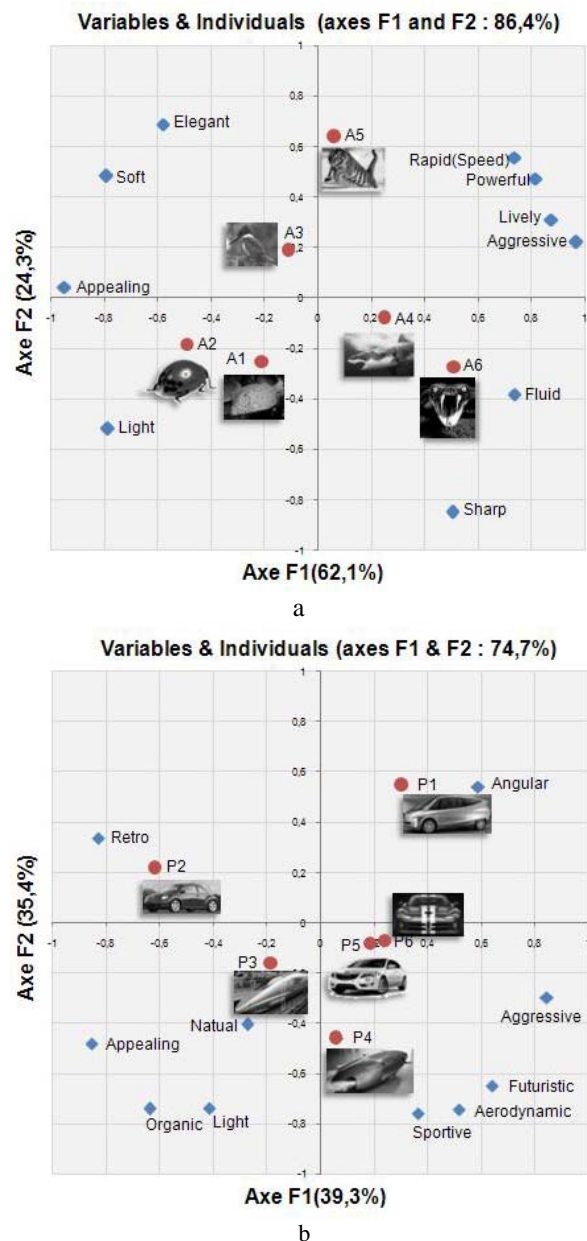 Variables & Individuals (axes F1 and F2 : 86,4%)
1
0,8
Elegant
A5
0,6
Rapid(Speed)
Soft
Powerful
0,4
A3
Lively
0,2
Aggressive
Appealing
0
-1 -0,8 -0,6 -0,4 -0,2 0 0,2 0,4 0,6 0,8 1
A2
A4
-0,2
A1
A6
-0,4
Fluid
Light
-0,6
-0,8
Sharp
-1
Axe F2 (24,3%)
Axe F1(62,1%)
a
Variables & Individuals (axes F1 & F2 : 74,7%)
1
0,8
0,6
P1
Angular
0,4
Retro
0,2
P2
0
-1 -0,8 -0,6 -0,4 -0,2 0 0,2 0,4 0,6 0,8 1
P5
P6
P3
-0,2
Aggressive
Natual
-0,4
P4
Appealing
-0,6
Futuristic
Aerodynamic
Organic
Light
-0,8
Sportive
-1
Axe F2 (35,4%)
Axe F1(39,3%)
b